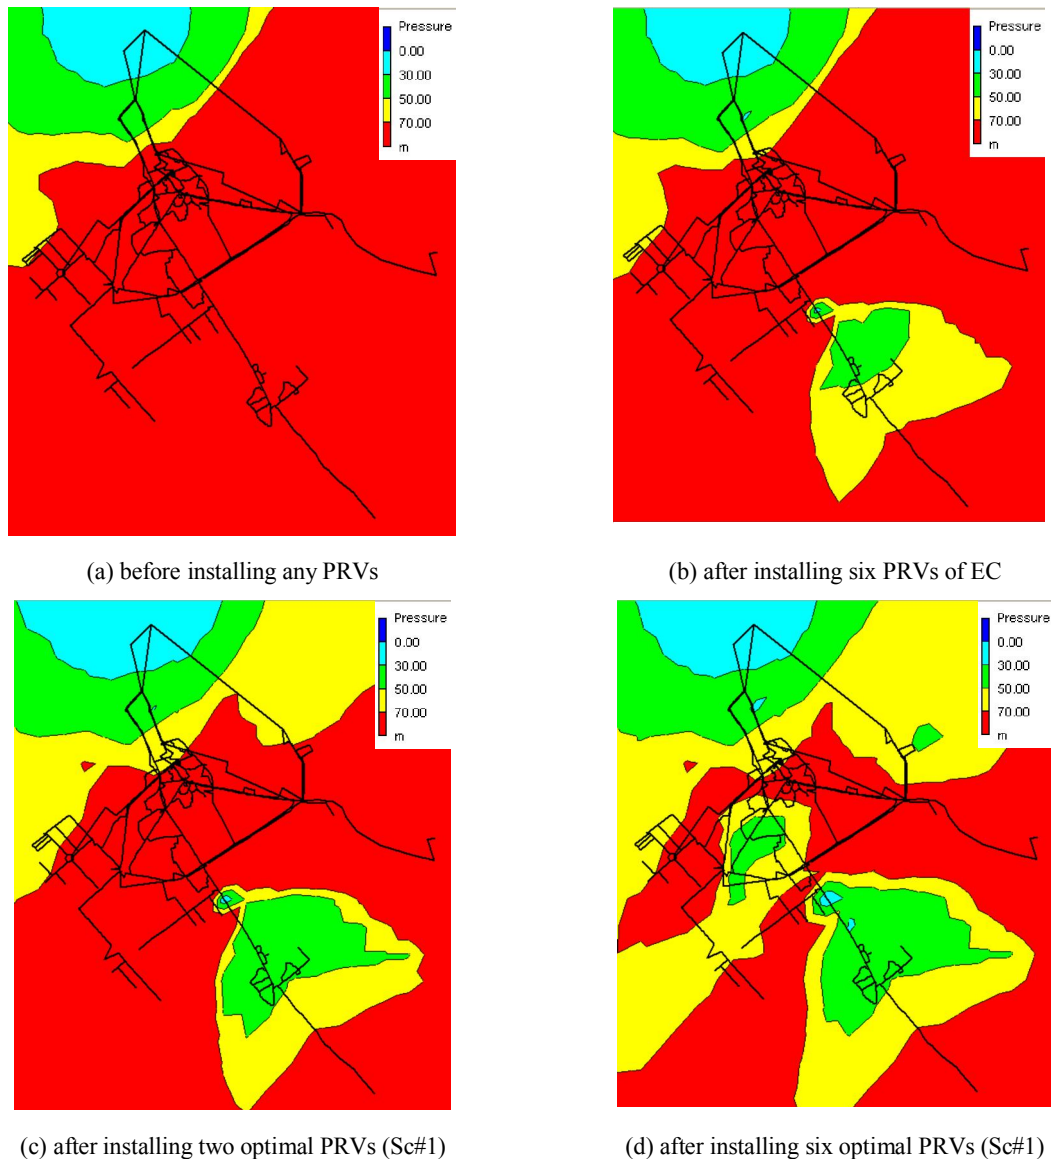 Pressure
0.00
30.00
50.00
70.00
m
Pressure
0.00
30.00
50.00
70.00
m
(a) before installing any PRVs
(b) after installing six PRVs of EC
Pressure
0.00
30.00
50.00
70.00
m
Pressure
0.00
30.00
50.00
70.00
m
(c) after installing two optimal PRVs (Sc#1)
(d) after installing six optimal PRVs (Sc#1)